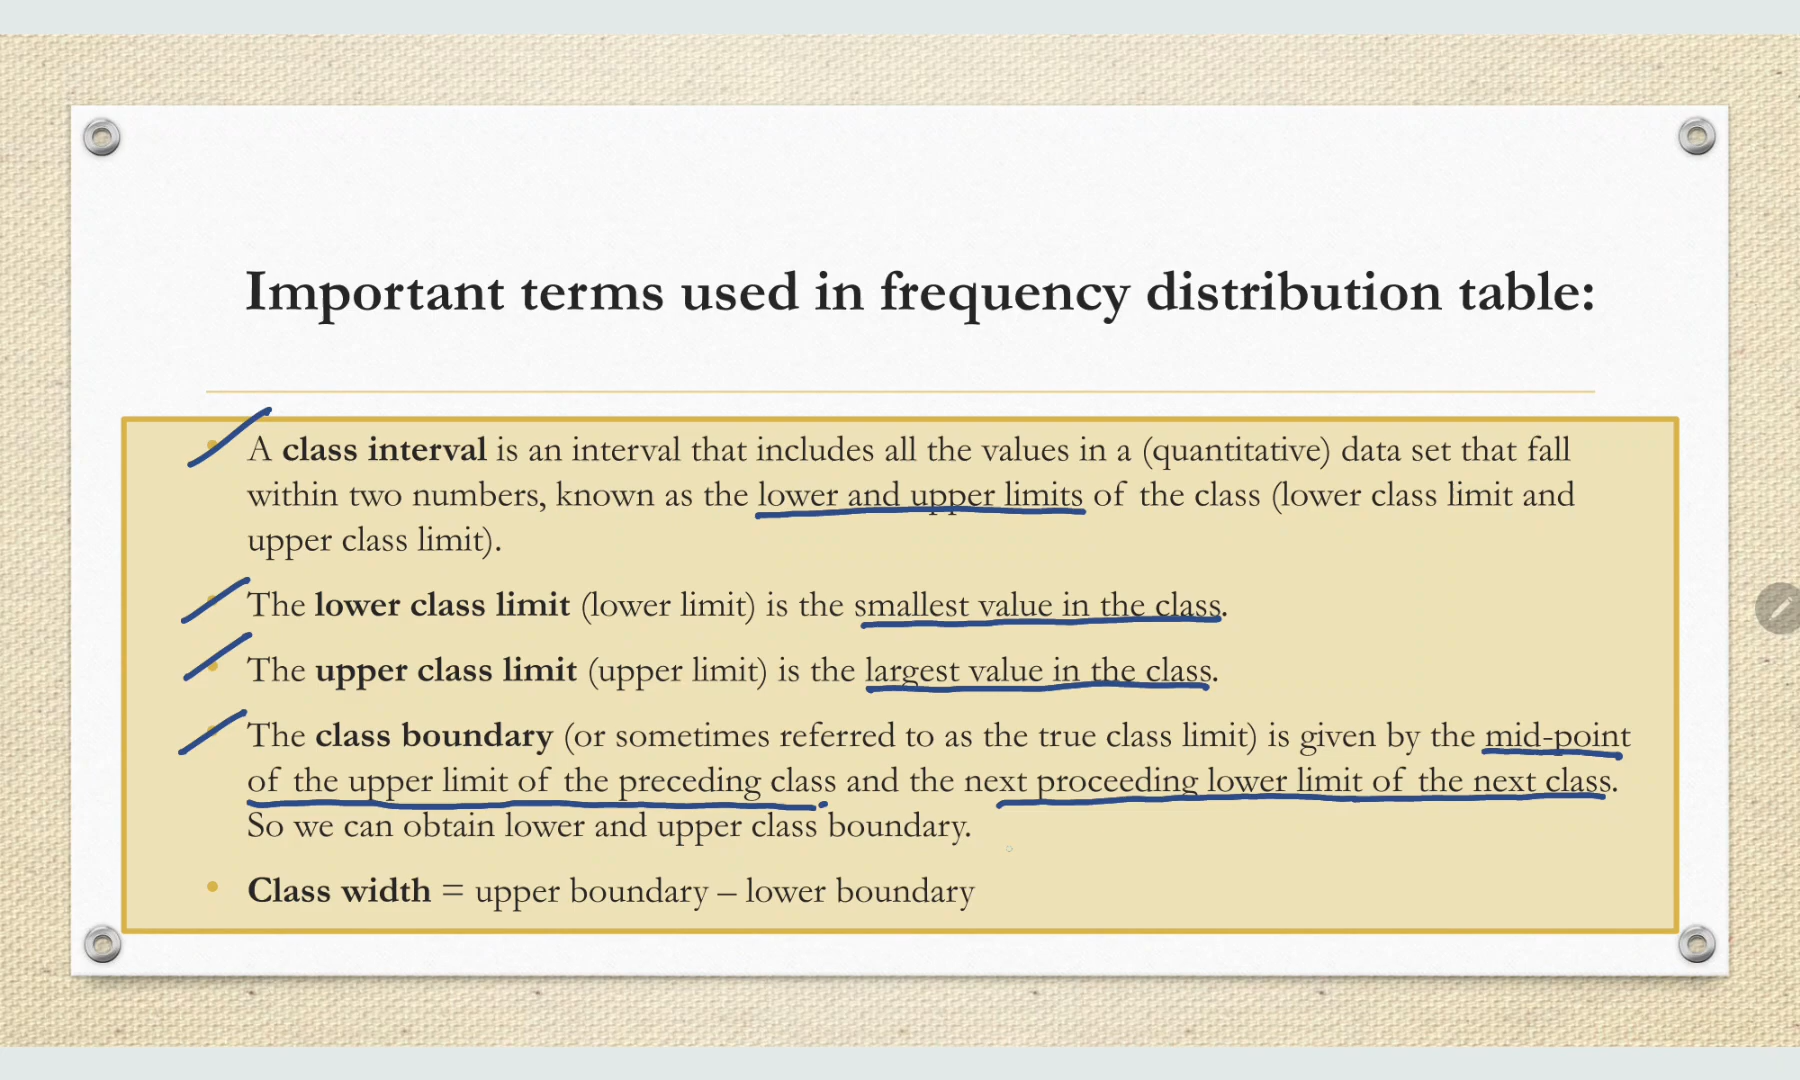 Important terms used in frequency distribution table:
• A class interval is an interval that includes all the values in a (quantitative) data set that fall
within two numbers, known as the lower and upper limits of the class (lower class limit and
upper class limit).
• The lower class limit (lower limit) is the smallest value in the class.
• The upper class limit (upper limit) is the largest value in the class.
• The class boundary (or sometimes referred to as the true class limit) is given by the mid-point
of the upper limit of the preceding class and the next proceeding lower limit of the next class.
So we can obtain lower and upper class boundary.
• Class width = upper boundary – lower boundary